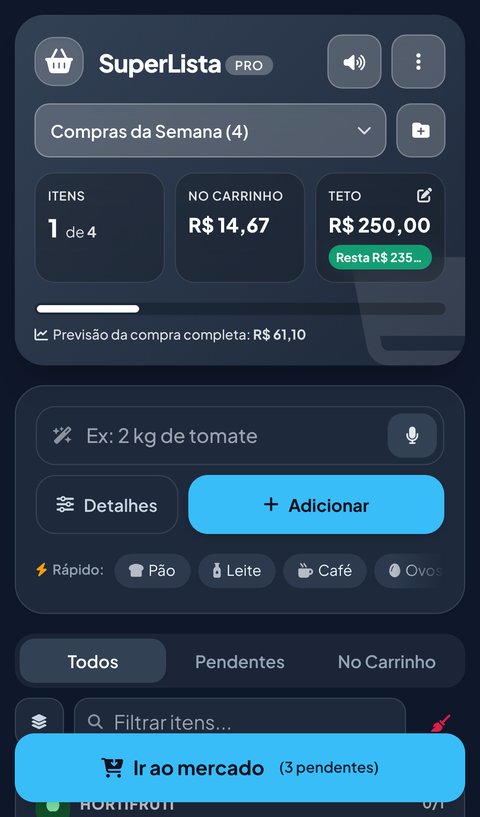 SuperLista PRO
Compras da Semana (4)
ITENS
1 de 4
NO CARRINHO
R$ 14,67
TETO
R$ 250,00
Resta R$ 235...
Previsão da compra completa: R$ 61,10
Ex: 2 kg de tomate
Detalhes
+ Adicionar
Rápido: Pão Leite Café Ovos
Todos Pendentes No Carrinho
Filtrar itens...
Ir ao mercado (3 pendentes)
HORTIFRUTI 0/1